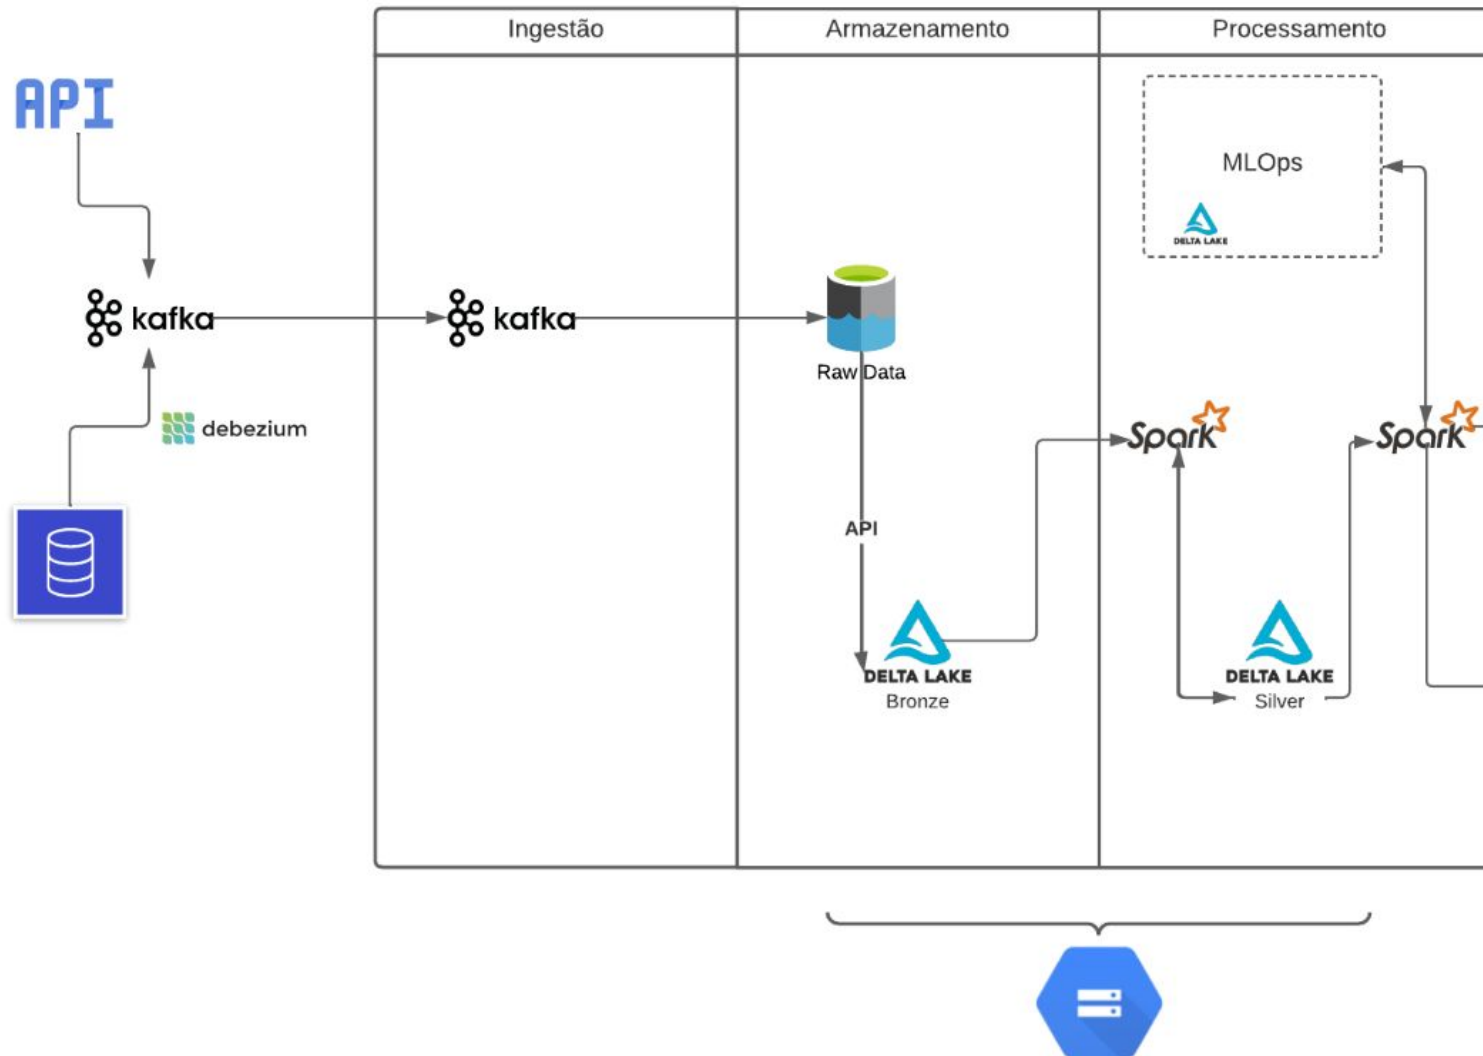 Ingestão
Armazenamento
Processamento
API
MLOps
DELTA LAKE
kafka
kafka
Raw Data
debezium
Spark
Spark
API
DELTA LAKE
Bronze
DELTA LAKE
Silver